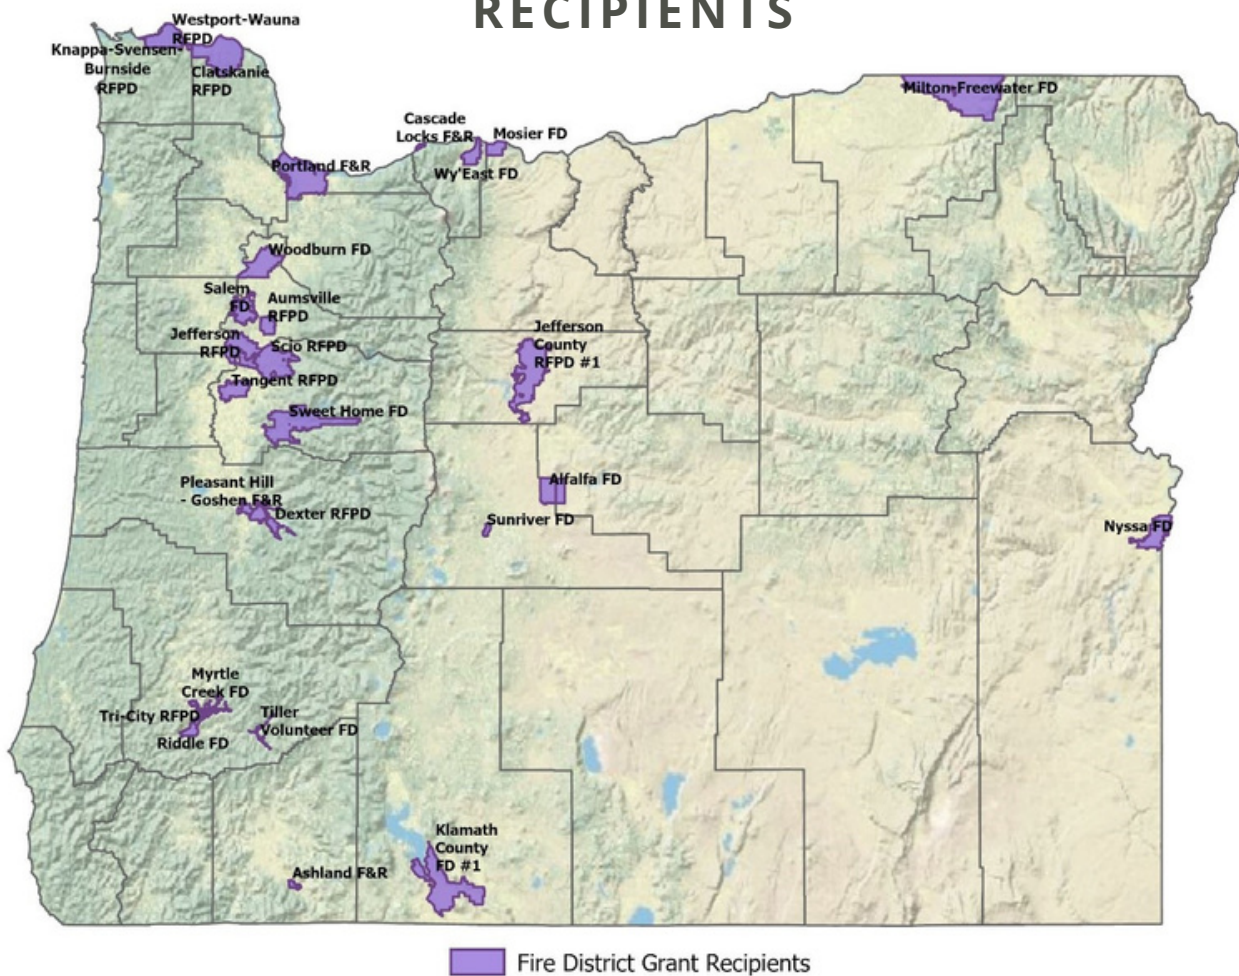 RECIPIENTS
Westport-Wauna
RFPD
Knappa-Svensen-
Burnside
RFPD
Clatskanie
RFPD
Milton-Freewater FD
Cascade
Locks F&R
Mosier FD
Wy'East FD
Portland F&R
Woodburn FD
Salem
FD
Aumsville
RFPD
Jefferson
RFPD
Scio RFPD
Jefferson
County
RFPD #1
Tangent RFPD
Sweet Home FD
Pleasant Hill
- Goshen F&R
Dexter RFPD
Alfalfa FD
Sunriver FD
Nyssa FD
Myrtle
Creek FD
Tri-City RFPD
Riddle FD
Tiller
Volunteer FD
Klamath
County
FD #1
Ashland F&R
Fire District Grant Recipients